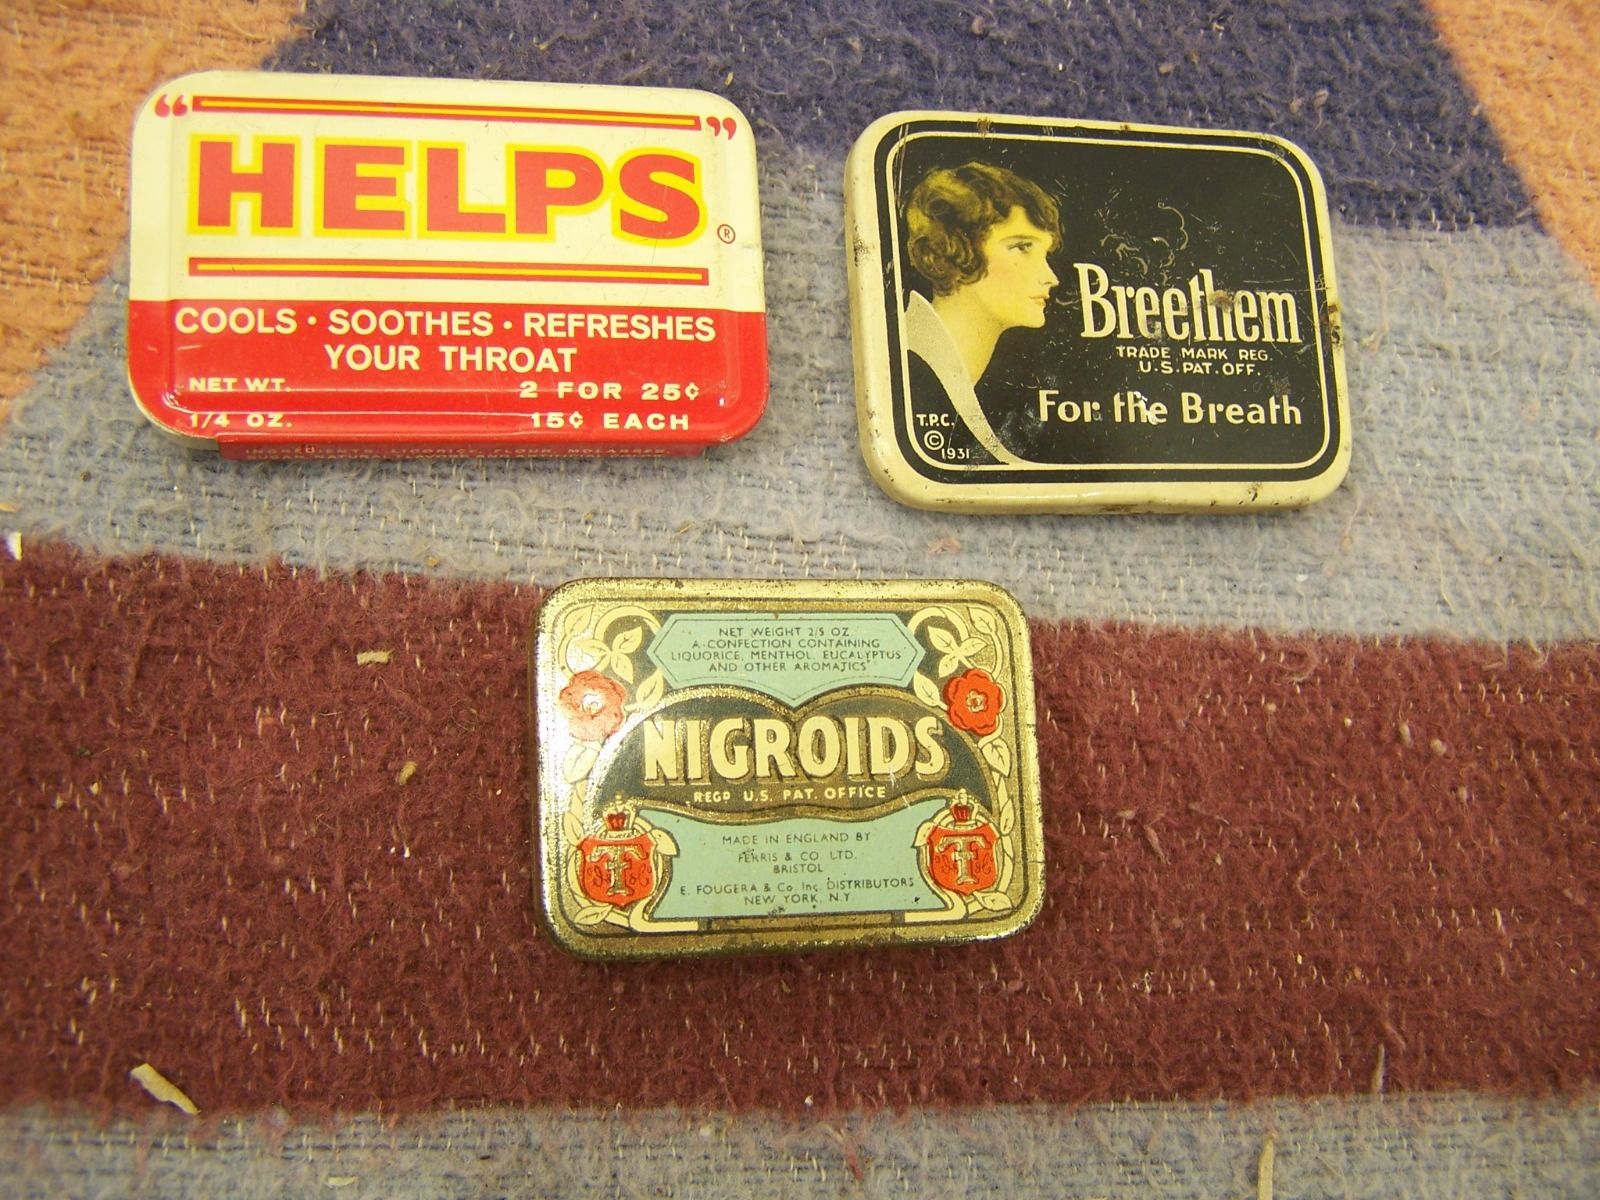 “HELPS”®
COOLS · SOOTHES · REFRESHES
YOUR THROAT
NET WT. 2 FOR 25¢
1/4 OZ. 15¢ EACH
Breethem
TRADE MARK REG.
U.S. PAT. OFF.
For the Breath
T.P.C.
©
1931
NET WEIGHT 2/5 OZ.
A CONFECTION CONTAINING
LIQUORICE, MENTHOL, EUCALYPTUS
AND OTHER AROMATICS
NIGROIDS
REGD U.S. PAT. OFFICE
MADE IN ENGLAND BY
FERRIS & CO. LTD.
BRISTOL
E. FOUGERA & Co. Inc. DISTRIBUTORS
NEW YORK. N.Y.
T
T